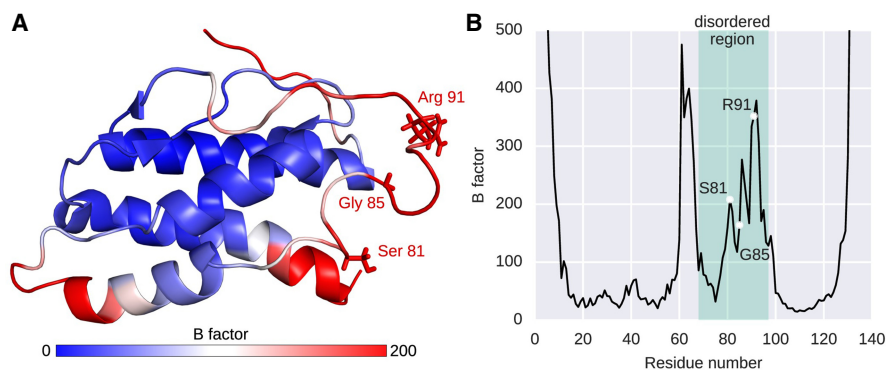 A
Arg 91
Gly 85
Ser 81
B factor
0
200
B
disordered
region
500
400
300
200
100
0
B factor
R91
S81
G85
0 20 40 60 80 100 120 140
Residue number